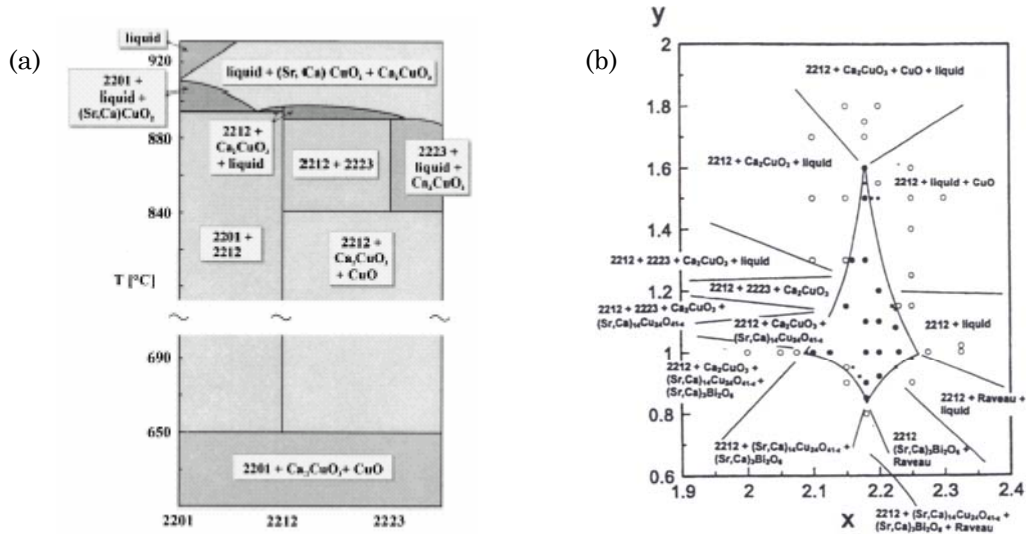 (a)
liquid
920
2201 +
liquid +
(Sr,Ca)CuO₂
liquid + (Sr, Ca) CuO₂ + Ca₂CuO₃
880
2212 +
Ca₂CuO₃
+ liquid
2212 + 2223
2223 +
liquid +
Ca₂CuO₃
840
2201 +
2212
2212 +
Ca₂CuO₃
+ CuO
T [°C]
~ ~ ~
690
650
2201 + Ca₂CuO₃ + CuO
2201 2212 2223
(b)
y
2
2212 + Ca₂CuO₃ + CuO + liquid
1.8
2212 + Ca₂CuO₃ + liquid
1.6
2212 + liquid + CuO
1.4
2212 + 2223 + Ca₂CuO₃ + liquid
2212 + 2223 + Ca₂CuO₃
1.2
2212 + 2223 + Ca₂CuO₃ +
(Sr,Ca)₁₄Cu₂₄O₄₁₋ₓ
2212 + Ca₂CuO₃ +
(Sr,Ca)₁₄Cu₂₄O₄₁₋ₓ
2212 + liquid
1
2212 + Ca₂CuO₃ +
(Sr,Ca)₁₄Cu₂₄O₄₁₋ₓ +
(Sr,Ca)₃Bi₂O₆
2212 + Raveau +
liquid
0.8
2212 + (Sr,Ca)₁₄Cu₂₄O₄₁₋ₓ +
(Sr,Ca)₃Bi₂O₆
2212
(Sr,Ca)₃Bi₂O₆ +
Raveau
0.6
1.9 2 2.1 2.2 2.3 2.4
x
2212 + (Sr,Ca)₁₄Cu₂₄O₄₁₋ₓ +
(Sr,Ca)₃Bi₂O₆ + Raveau